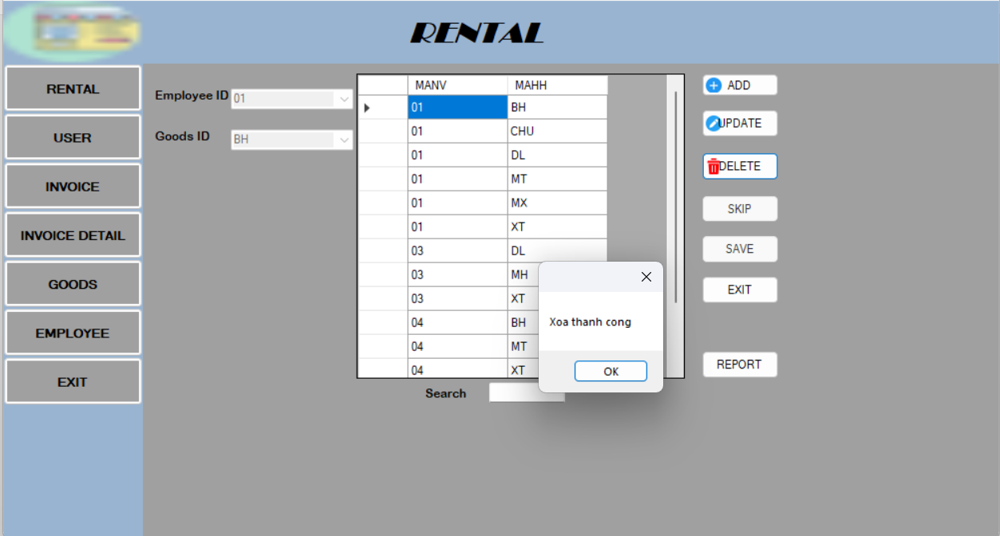 RENTAL
RENTAL
USER
INVOICE
INVOICE DETAIL
GOODS
EMPLOYEE
EXIT
Employee ID 01
Goods ID BH
MANV MAHH
01 BH
01 CHU
01 DL
01 MT
01 MX
01 XT
03 DL
03 MH
03 XT
04 BH
04 MT
04 XT
Search
Xoa thanh cong
OK
ADD
UPDATE
DELETE
SKIP
SAVE
EXIT
REPORT